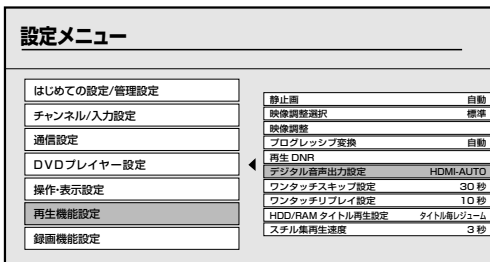 設定メニュー
はじめての設定/管理設定
チャンネル/入力設定
通信設定
DVDプレイヤー設定
操作・表示設定
再生機能設定
録画機能設定
静止画 自動
映像調整選択 標準
映像調整
プログレッシブ変換 自動
再生 DNR
デジタル音声出力設定 HDMI-AUTO
ワンタッチスキップ設定 30 秒
ワンタッチリプレイ設定 10 秒
HDD/RAM タイトル再生設定 タイトル毎レジューム
スチル集再生速度 3 秒